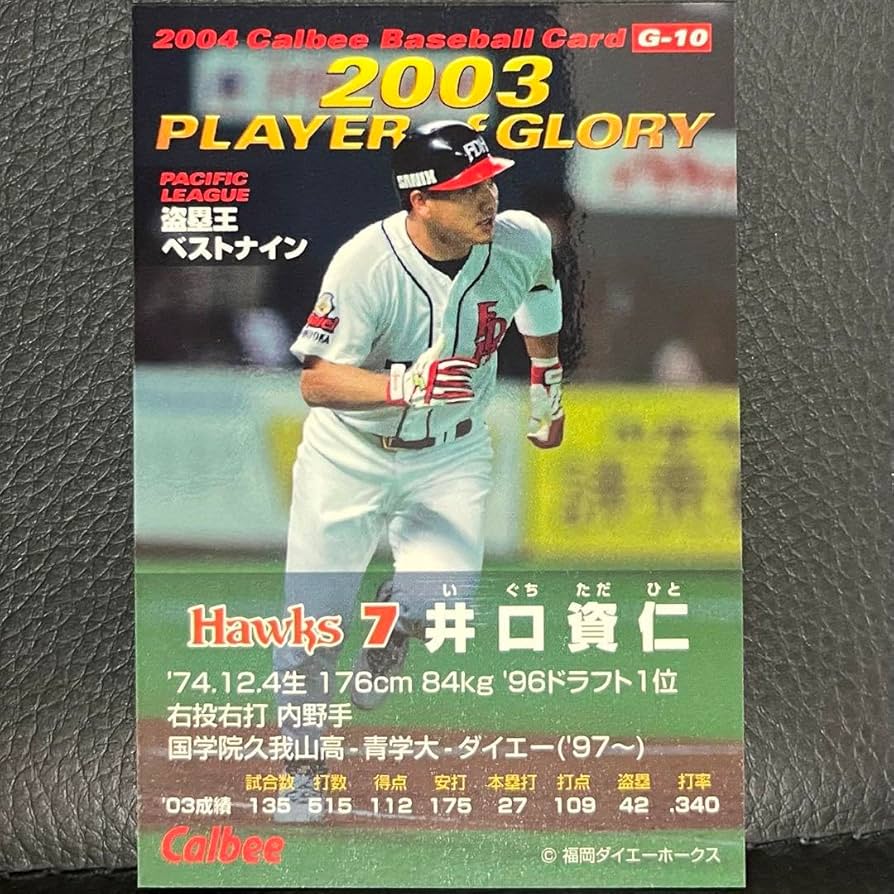 2004 Calbee Baseball Card G-10
2003
PLAYER of GLORY
PACIFIC
LEAGUE
盗塁王
ベストナイン
FDH
Hawks 7 井口資仁
い ぐち ただ ひと
'74.12.4生 176cm 84kg '96ドラフト1位
右投右打 内野手
国学院久我山高-青学大-ダイエー('97〜)
試合数 打数 得点 安打 本塁打 打点 盗塁 打率
'03成績 135 515 112 175 27 109 42 .340
Calbee
© 福岡ダイエーホークス